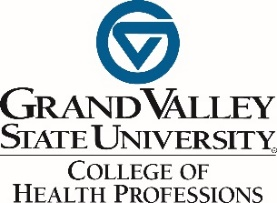 GRAND VALLEY
STATE UNIVERSITY®
COLLEGE OF
HEALTH PROFESSIONS